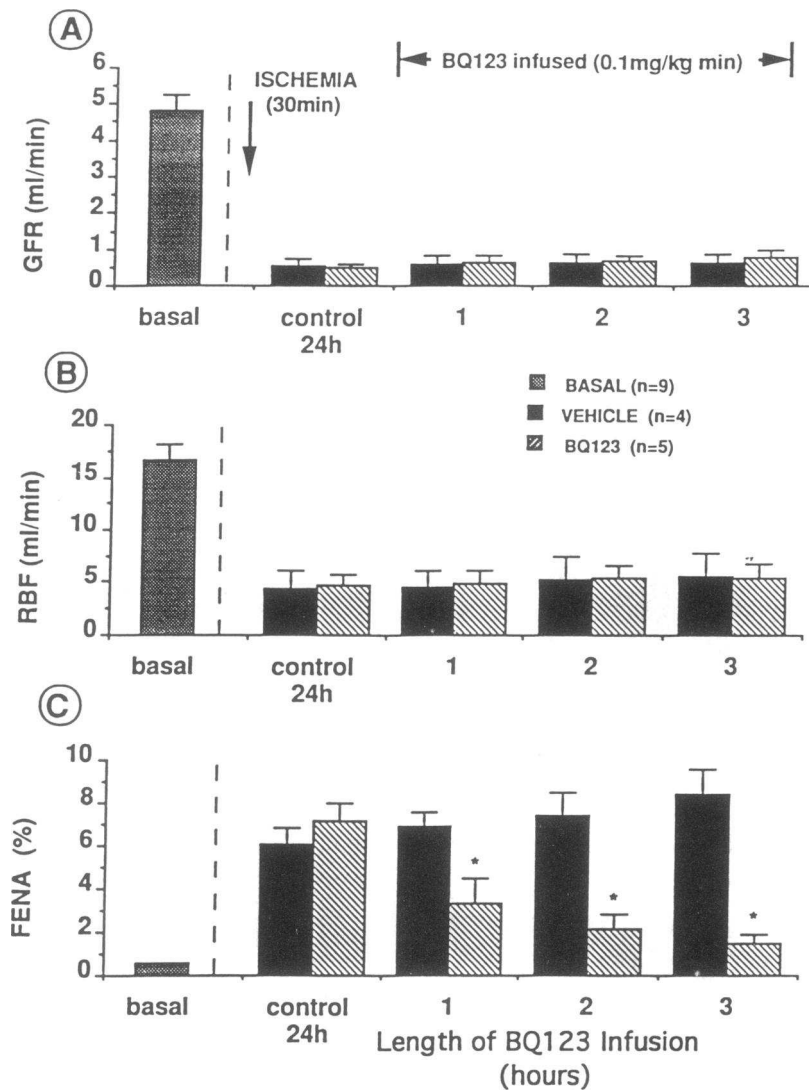 A
BQ123 infused (0.1mg/kg min)
ISCHEMIA
(30min)
GFR (ml/min)
6
5
4
3
2
1
0
basal
control
24h
1
2
3
B
BASAL (n=9)
VEHICLE (n=4)
BQ123 (n=5)
RBF (ml/min)
20
15
10
5
0
basal
control
24h
1
2
3
C
FENA (%)
10
8
6
4
2
0
*
*
*
basal
control
24h
1
2
3
Length of BQ123 Infusion
(hours)